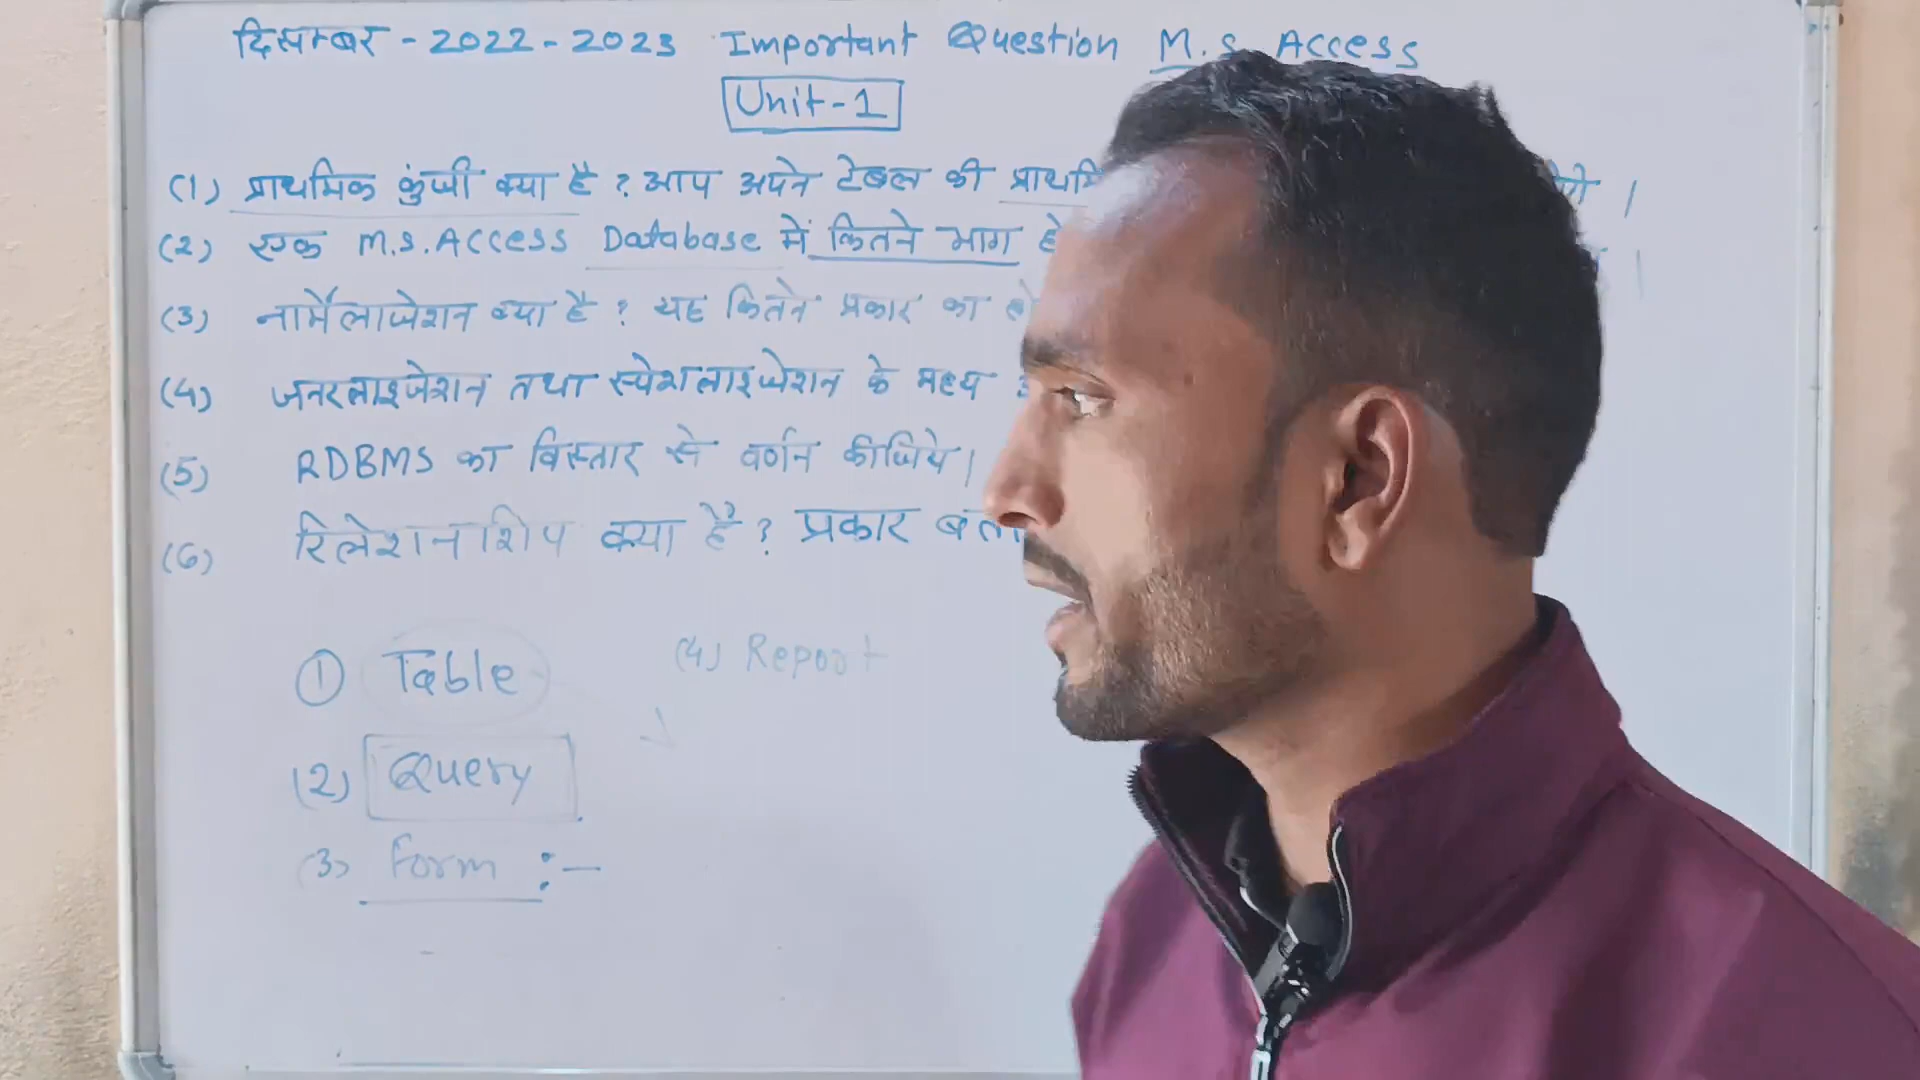 दिसम्बर - 2022-2023 Important Question M.S. Access
Unit-1
(1) प्राथमिक कुंजी क्या है ? आप अपने टेबल की
(2) एक M.S.Access Database में कितने भाग
(3) नार्मैलाजेशन क्या है ? यह कितने प्रकार का
(4) जनरलाइजेशन तथा स्पेशलाइजेशन के मध्य
(5) RDBMS का विस्तार से वर्णन कीजिये |
(6) रिलेशनशिप क्या है ? प्रकार
① Table (4) Repoot
(2) Query
(3) Form :-